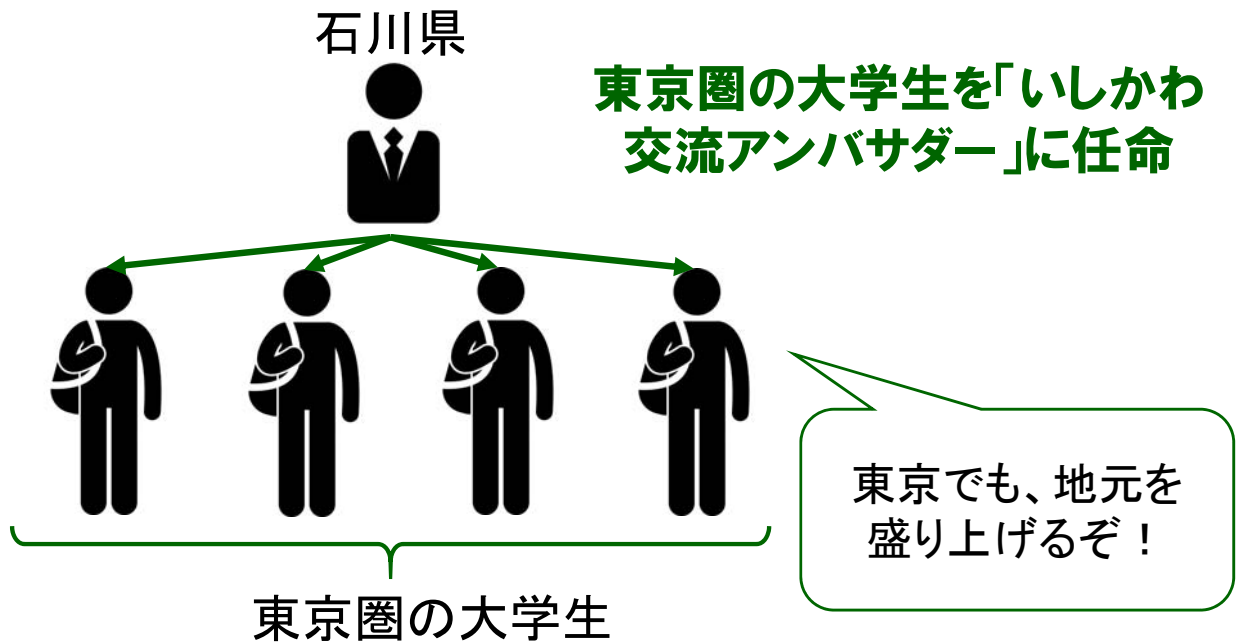 石川県
東京圏の大学生を「いしかわ
交流アンバサダー」に任命
東京でも、地元を
盛り上げるぞ！
東京圏の大学生